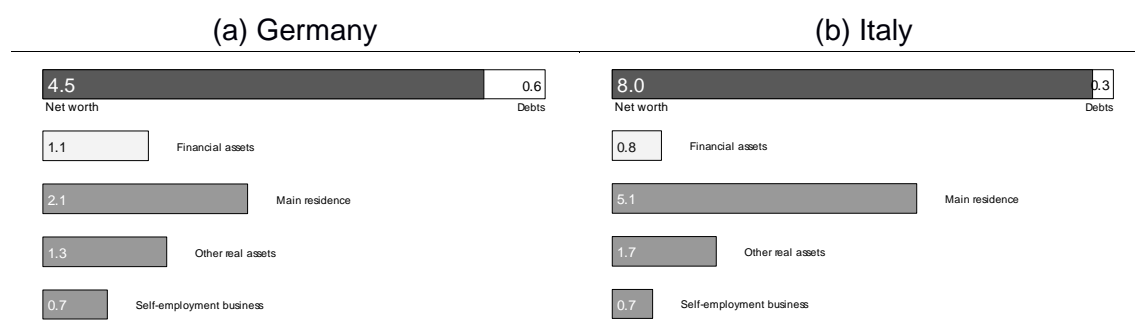 (a) Germany
4.5 0.6
Net worth Debts
1.1 Financial assets
2.1 Main residence
1.3 Other real assets
0.7 Self-employment business
(b) Italy
8.0 0.3
Net worth Debts
0.8 Financial assets
5.1 Main residence
1.7 Other real assets
0.7 Self-employment business